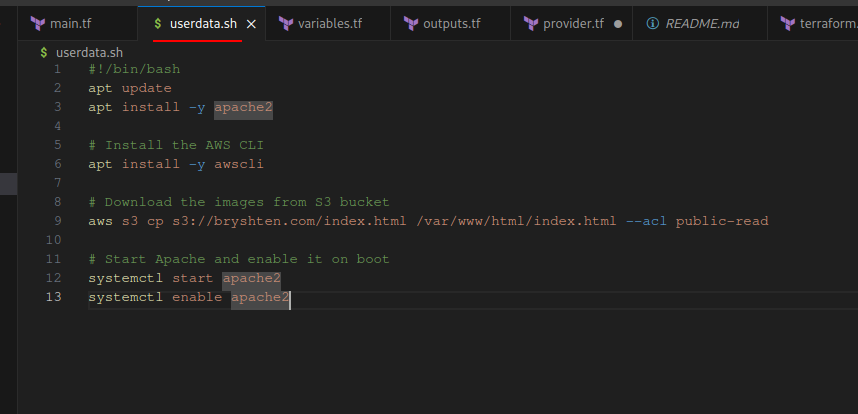 main.tf
$ userdata.sh ×
variables.tf
outputs.tf
provider.tf ●
README.md
terraform.
$ userdata.sh
1 #!/bin/bash
2 apt update
3 apt install -y apache2
4
5 # Install the AWS CLI
6 apt install -y awscli
7
8 # Download the images from S3 bucket
9 aws s3 cp s3://bryshten.com/index.html /var/www/html/index.html --acl public-read
10
11 # Start Apache and enable it on boot
12 systemctl start apache2
13 systemctl enable apache2